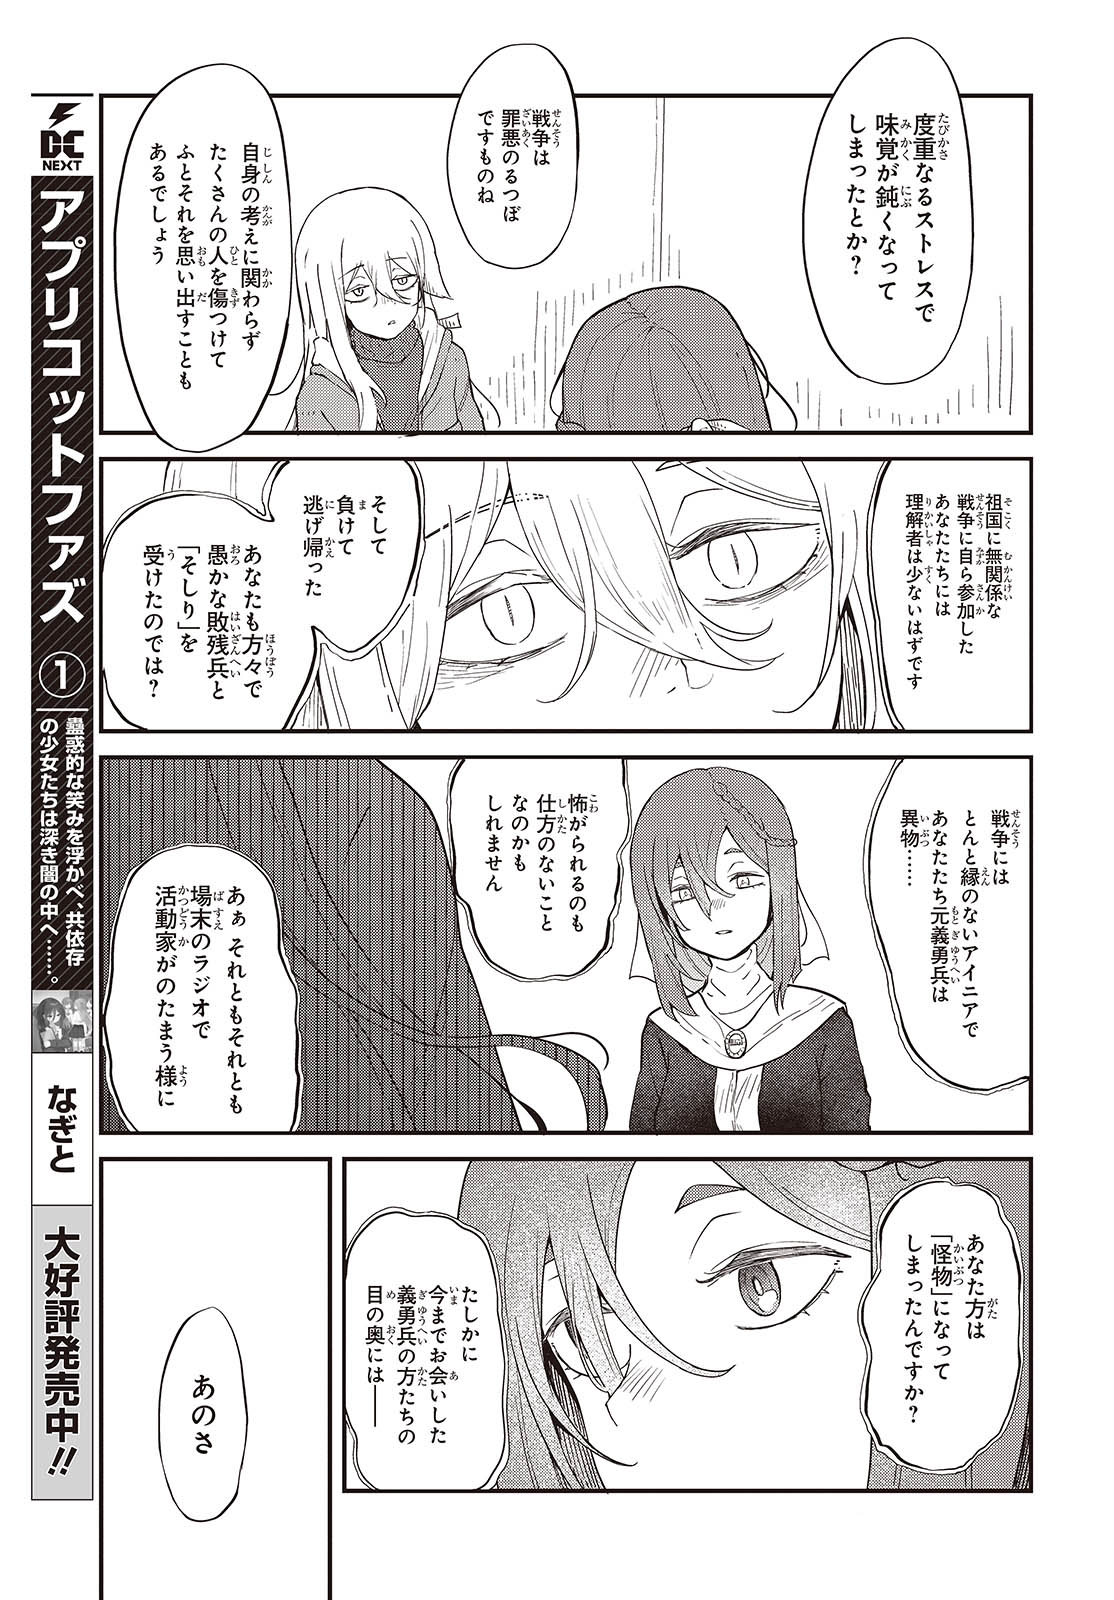 度重なるストレスで
味覚が鈍くなって
しまったとか?
戦争は
罪悪のるつぼ
ですものね
自身の考えに関わらず
たくさんの人を傷つけて
ふとそれを思い出すことも
あるでしょう
祖国に無関係な
戦争に自ら参加した
あなたたちには
理解者は少ないはずです
そして
負けて
逃げ帰った
あなたも方々で
愚かな敗残兵と
「そしり」を
受けたのでは?
戦争には
とんと縁のないアイニアで
あなたたち元義勇兵は
異物……
怖がられるのも
仕方のないこと
なのかも
しれません
あぁ それともそれとも
場末のラジオで
活動家がのたまう様に
あなた方は
「怪物」になって
しまったんですか?
たしかに
今までお会いした
義勇兵の方たちの
目の奥には――
あのさ
DC
NEXT
アプリコットファズ ①
蠱惑的な笑みを浮かべ、共依存
の少女たちは深き闇の中へ……。
なぎと
大好評発売中!!